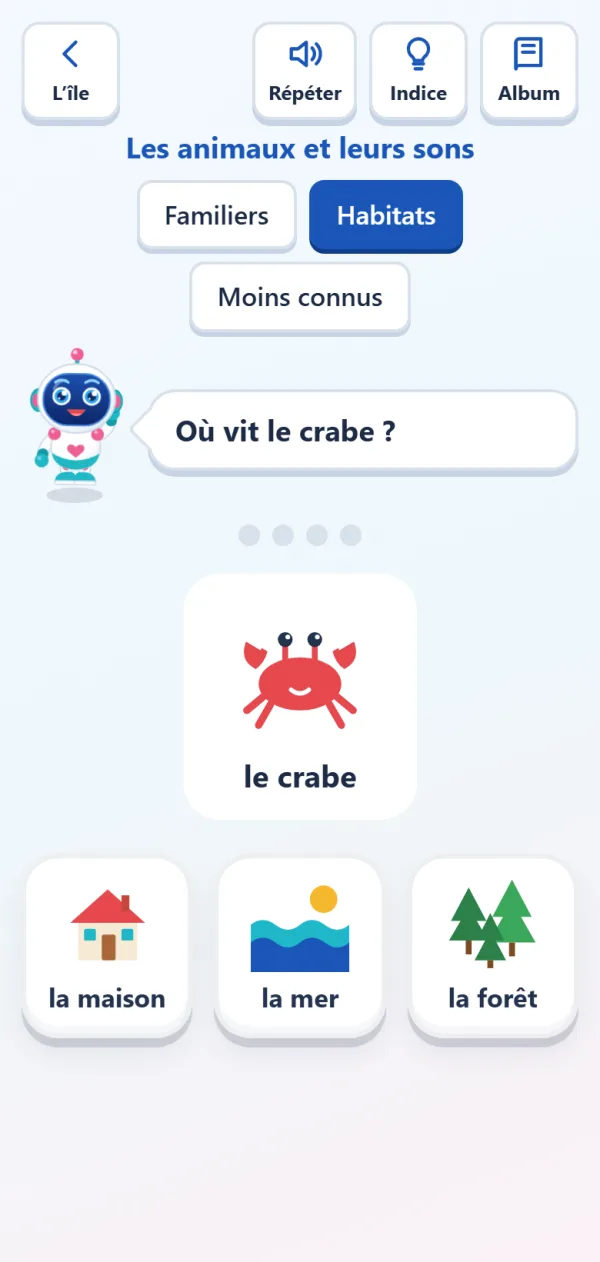 L’île
Répéter
Indice
Album
Les animaux et leurs sons
Familiers
Habitats
Moins connus
Où vit le crabe ?
le crabe
la maison
la mer
la forêt